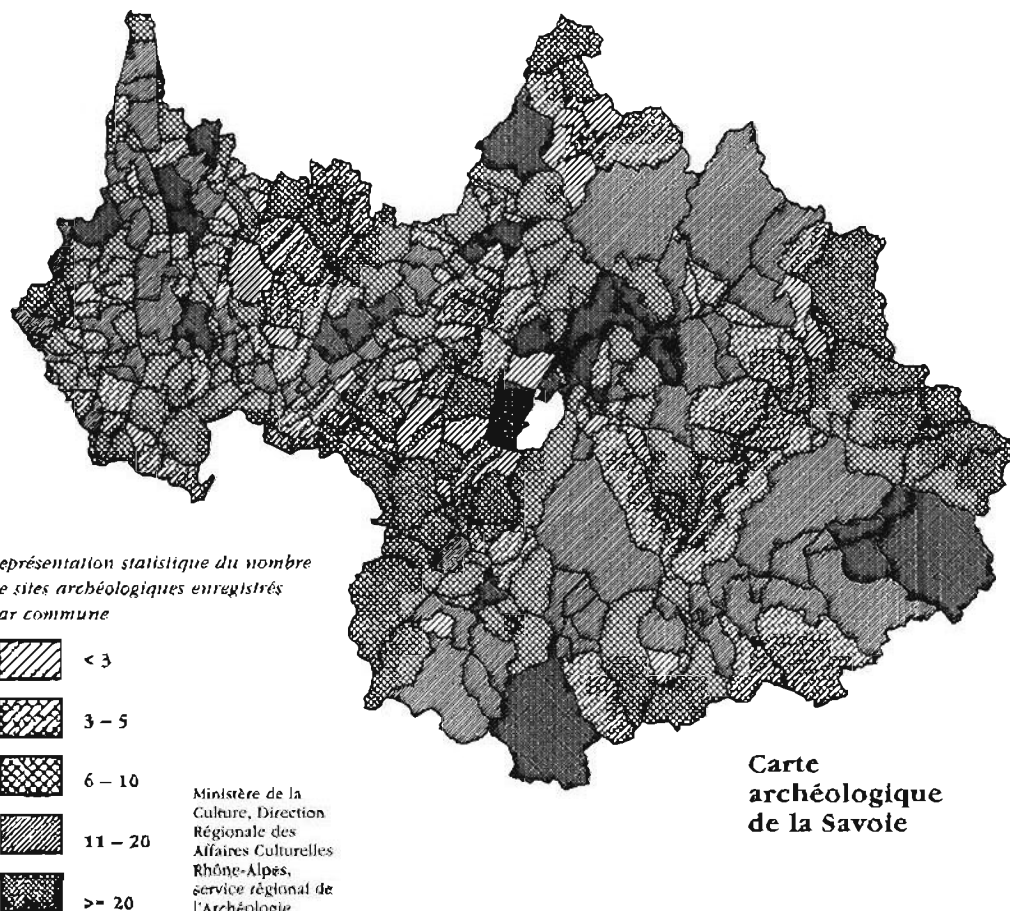 eprésentation statistique du nombre
e sites archéologiques enregistrés
ar commune
< 3
3 – 5
6 – 10
11 – 20
>= 20
Ministère de la
Culture, Direction
Régionale des
Affaires Culturelles
Rhône-Alpes,
service régional de
l'Archéologie
Carte
archéologique
de la Savoie